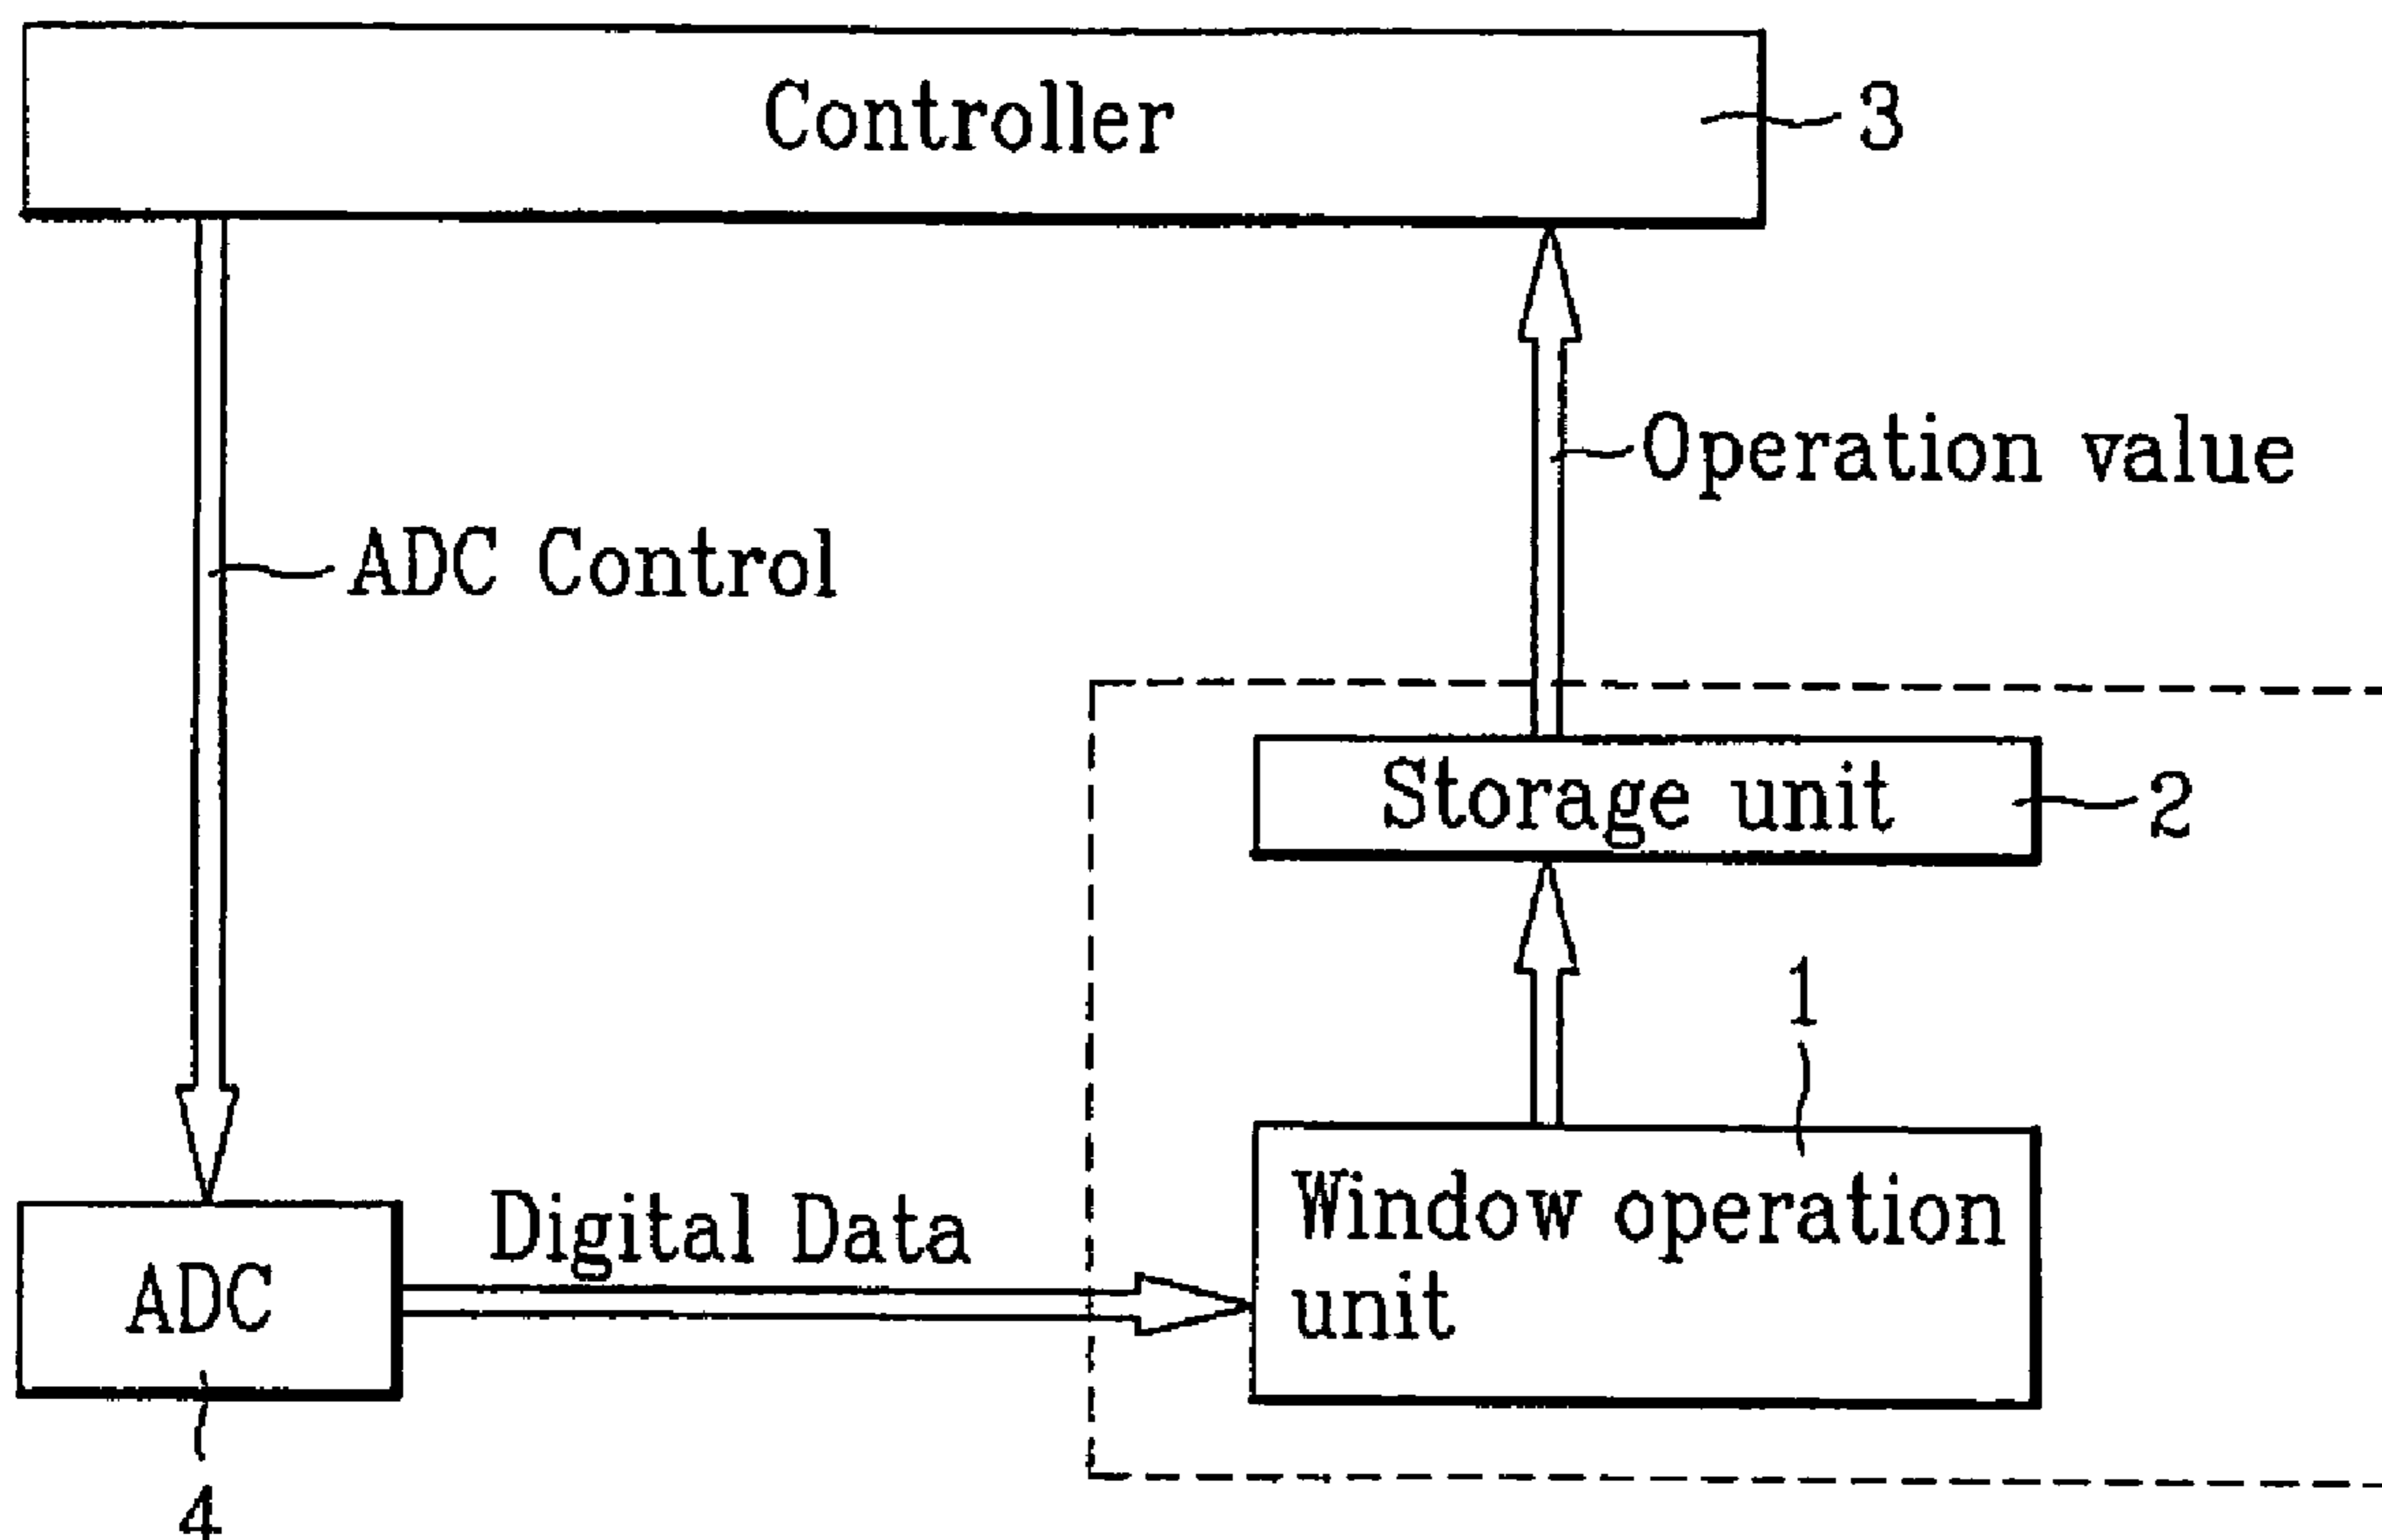 Controller
3
Operation value
ADC Control
Storage unit
2
1
Window operation
unit
Digital Data
ADC
4